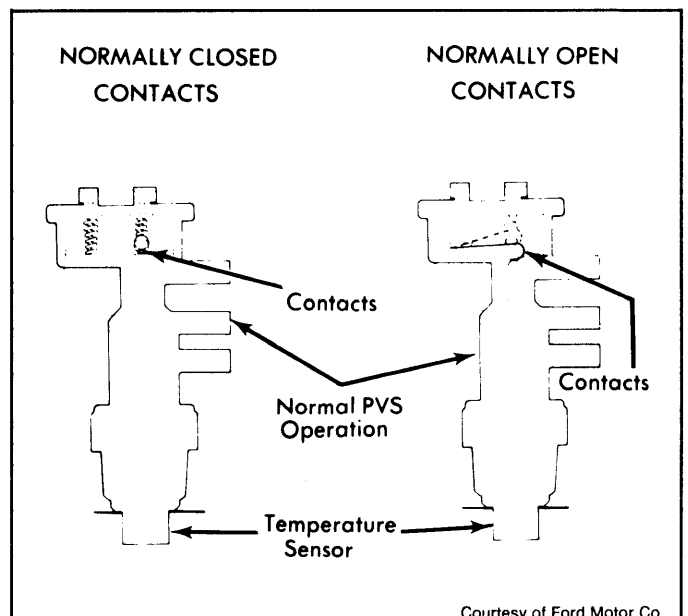 NORMALLY CLOSED
CONTACTS
NORMALLY OPEN
CONTACTS
Contacts
Contacts
Normal PVS
Operation
Temperature
Sensor
Courtesy of Ford Motor Co.